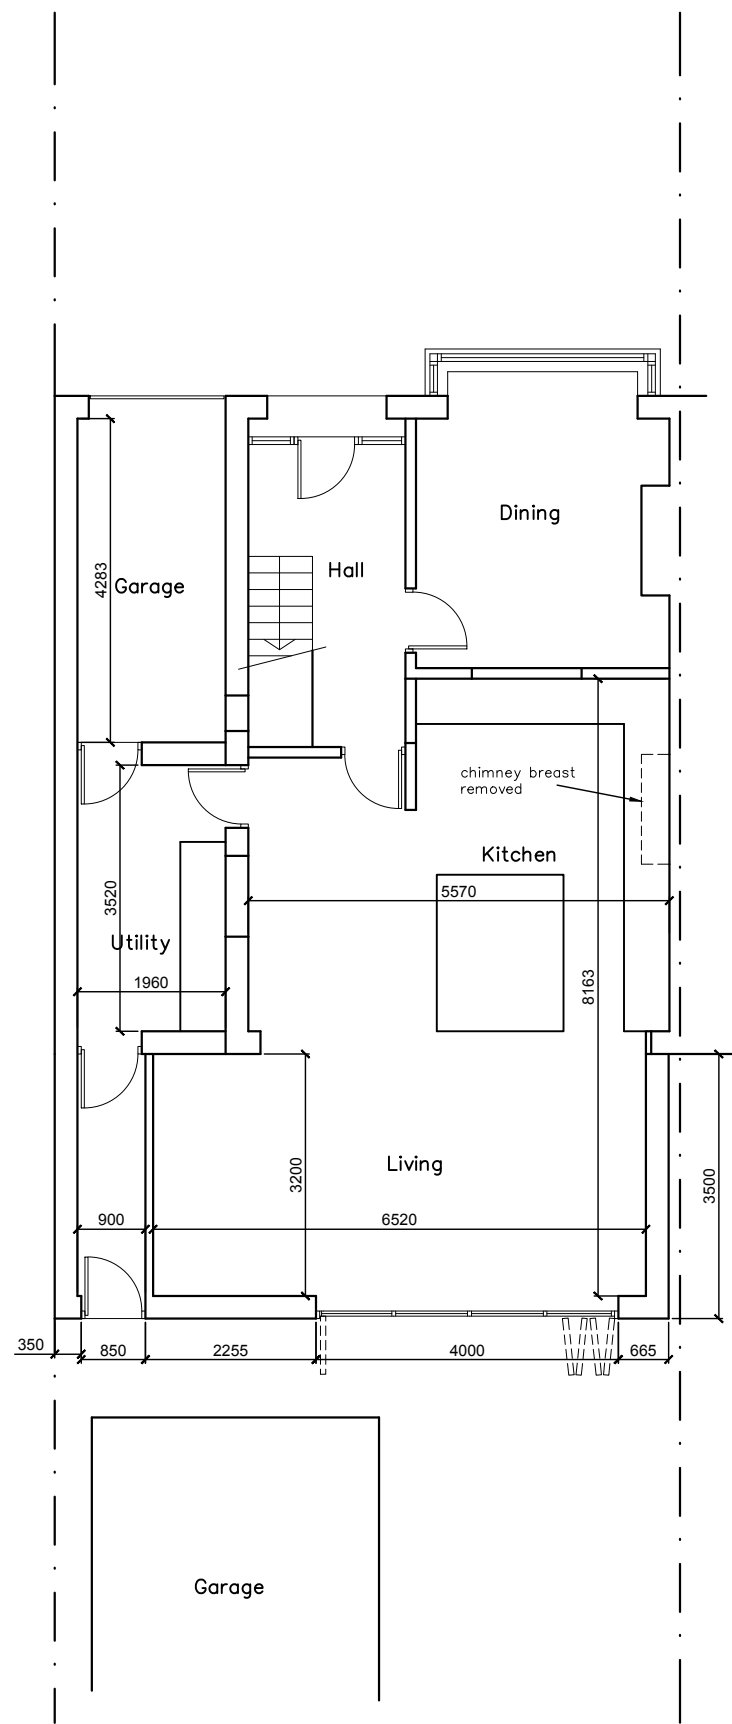 Dining
Hall
4283
Garage
chimney breast
removed
Kitchen
5570
3520
Utility
1960
8163
Living
3200
3500
900
6520
350
850
2255
4000
665
Garage